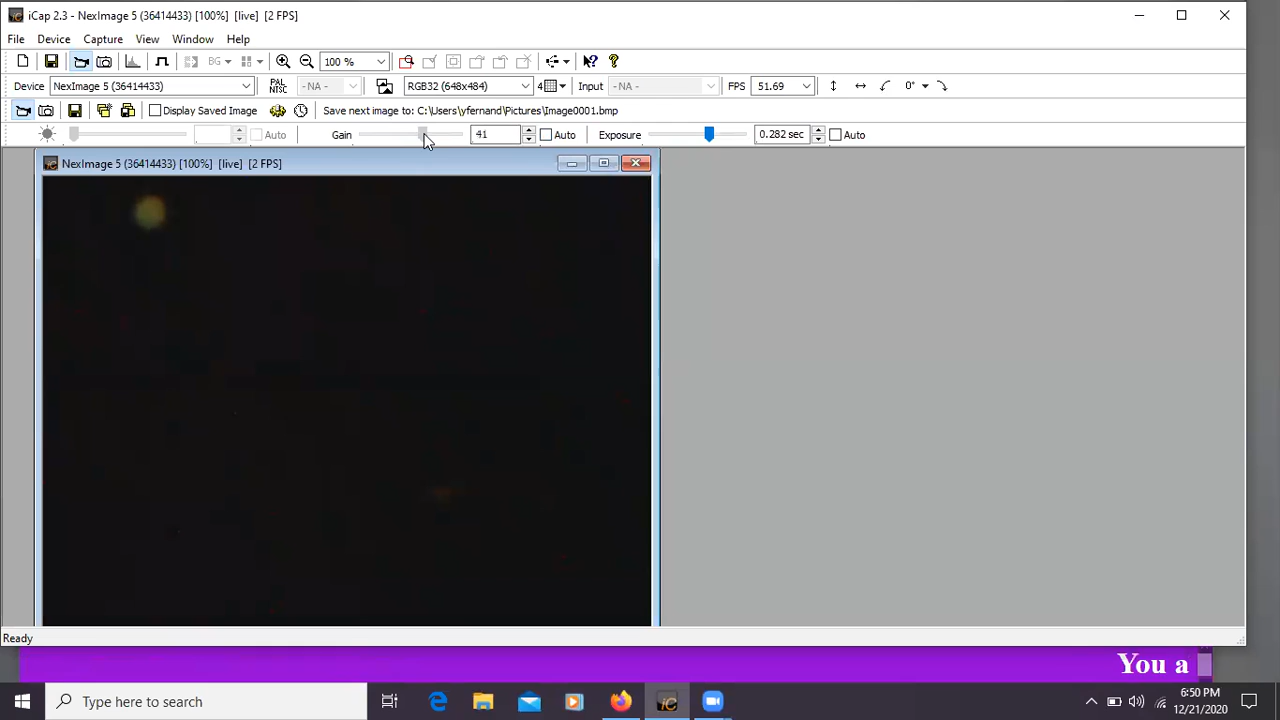 iCap 2.3 - NexImage 5 (36414433) [100%] [live] [2 FPS]
File Device Capture View Window Help
BG 100 %
Device NexImage 5 (36414433) PAL NTSC - NA - RGB32 (648x484) 4 Input - NA - FPS 51.69 0°
Display Saved Image Save next image to: C:\Users\yfernand\Pictures\Image0001.bmp
Auto Gain 41 Auto Exposure 0.282 sec Auto
NexImage 5 (36414433) [100%] [live] [2 FPS]
Ready
You a
Type here to search
6:50 PM
12/21/2020